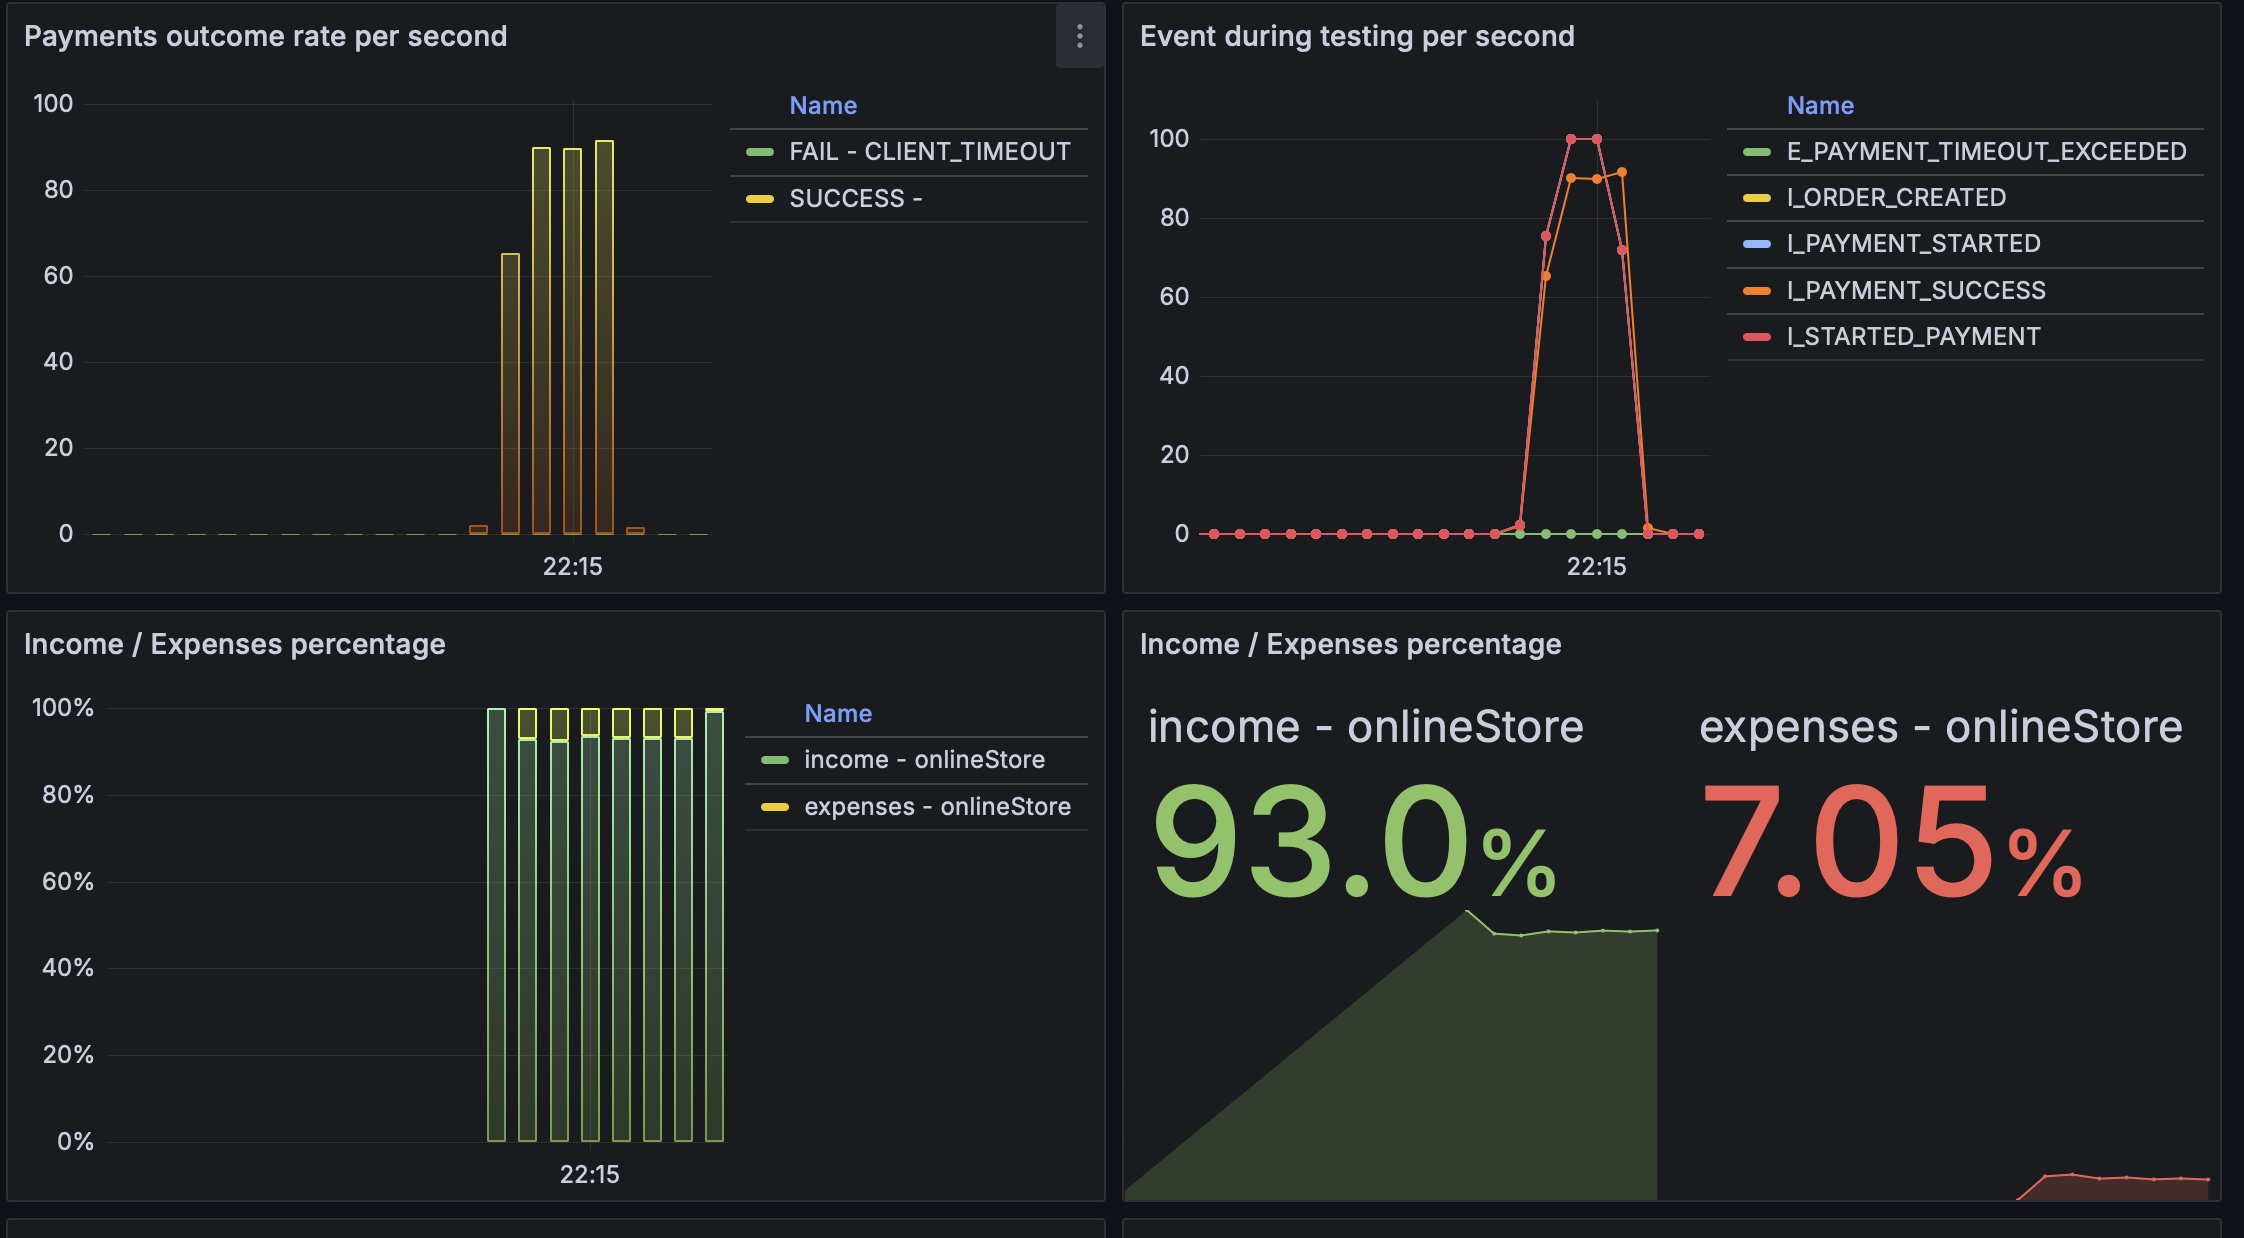 Payments outcome rate per second
100
80
60
40
20
0
22:15
Name
FAIL - CLIENT_TIMEOUT
SUCCESS -
Event during testing per second
100
80
60
40
20
0
22:15
Name
E_PAYMENT_TIMEOUT_EXCEEDED
I_ORDER_CREATED
I_PAYMENT_STARTED
I_PAYMENT_SUCCESS
I_STARTED_PAYMENT
Income / Expenses percentage
100%
80%
60%
40%
20%
0%
22:15
Name
income - onlineStore
expenses - onlineStore
Income / Expenses percentage
income - onlineStore
93.0%
expenses - onlineStore
7.05%